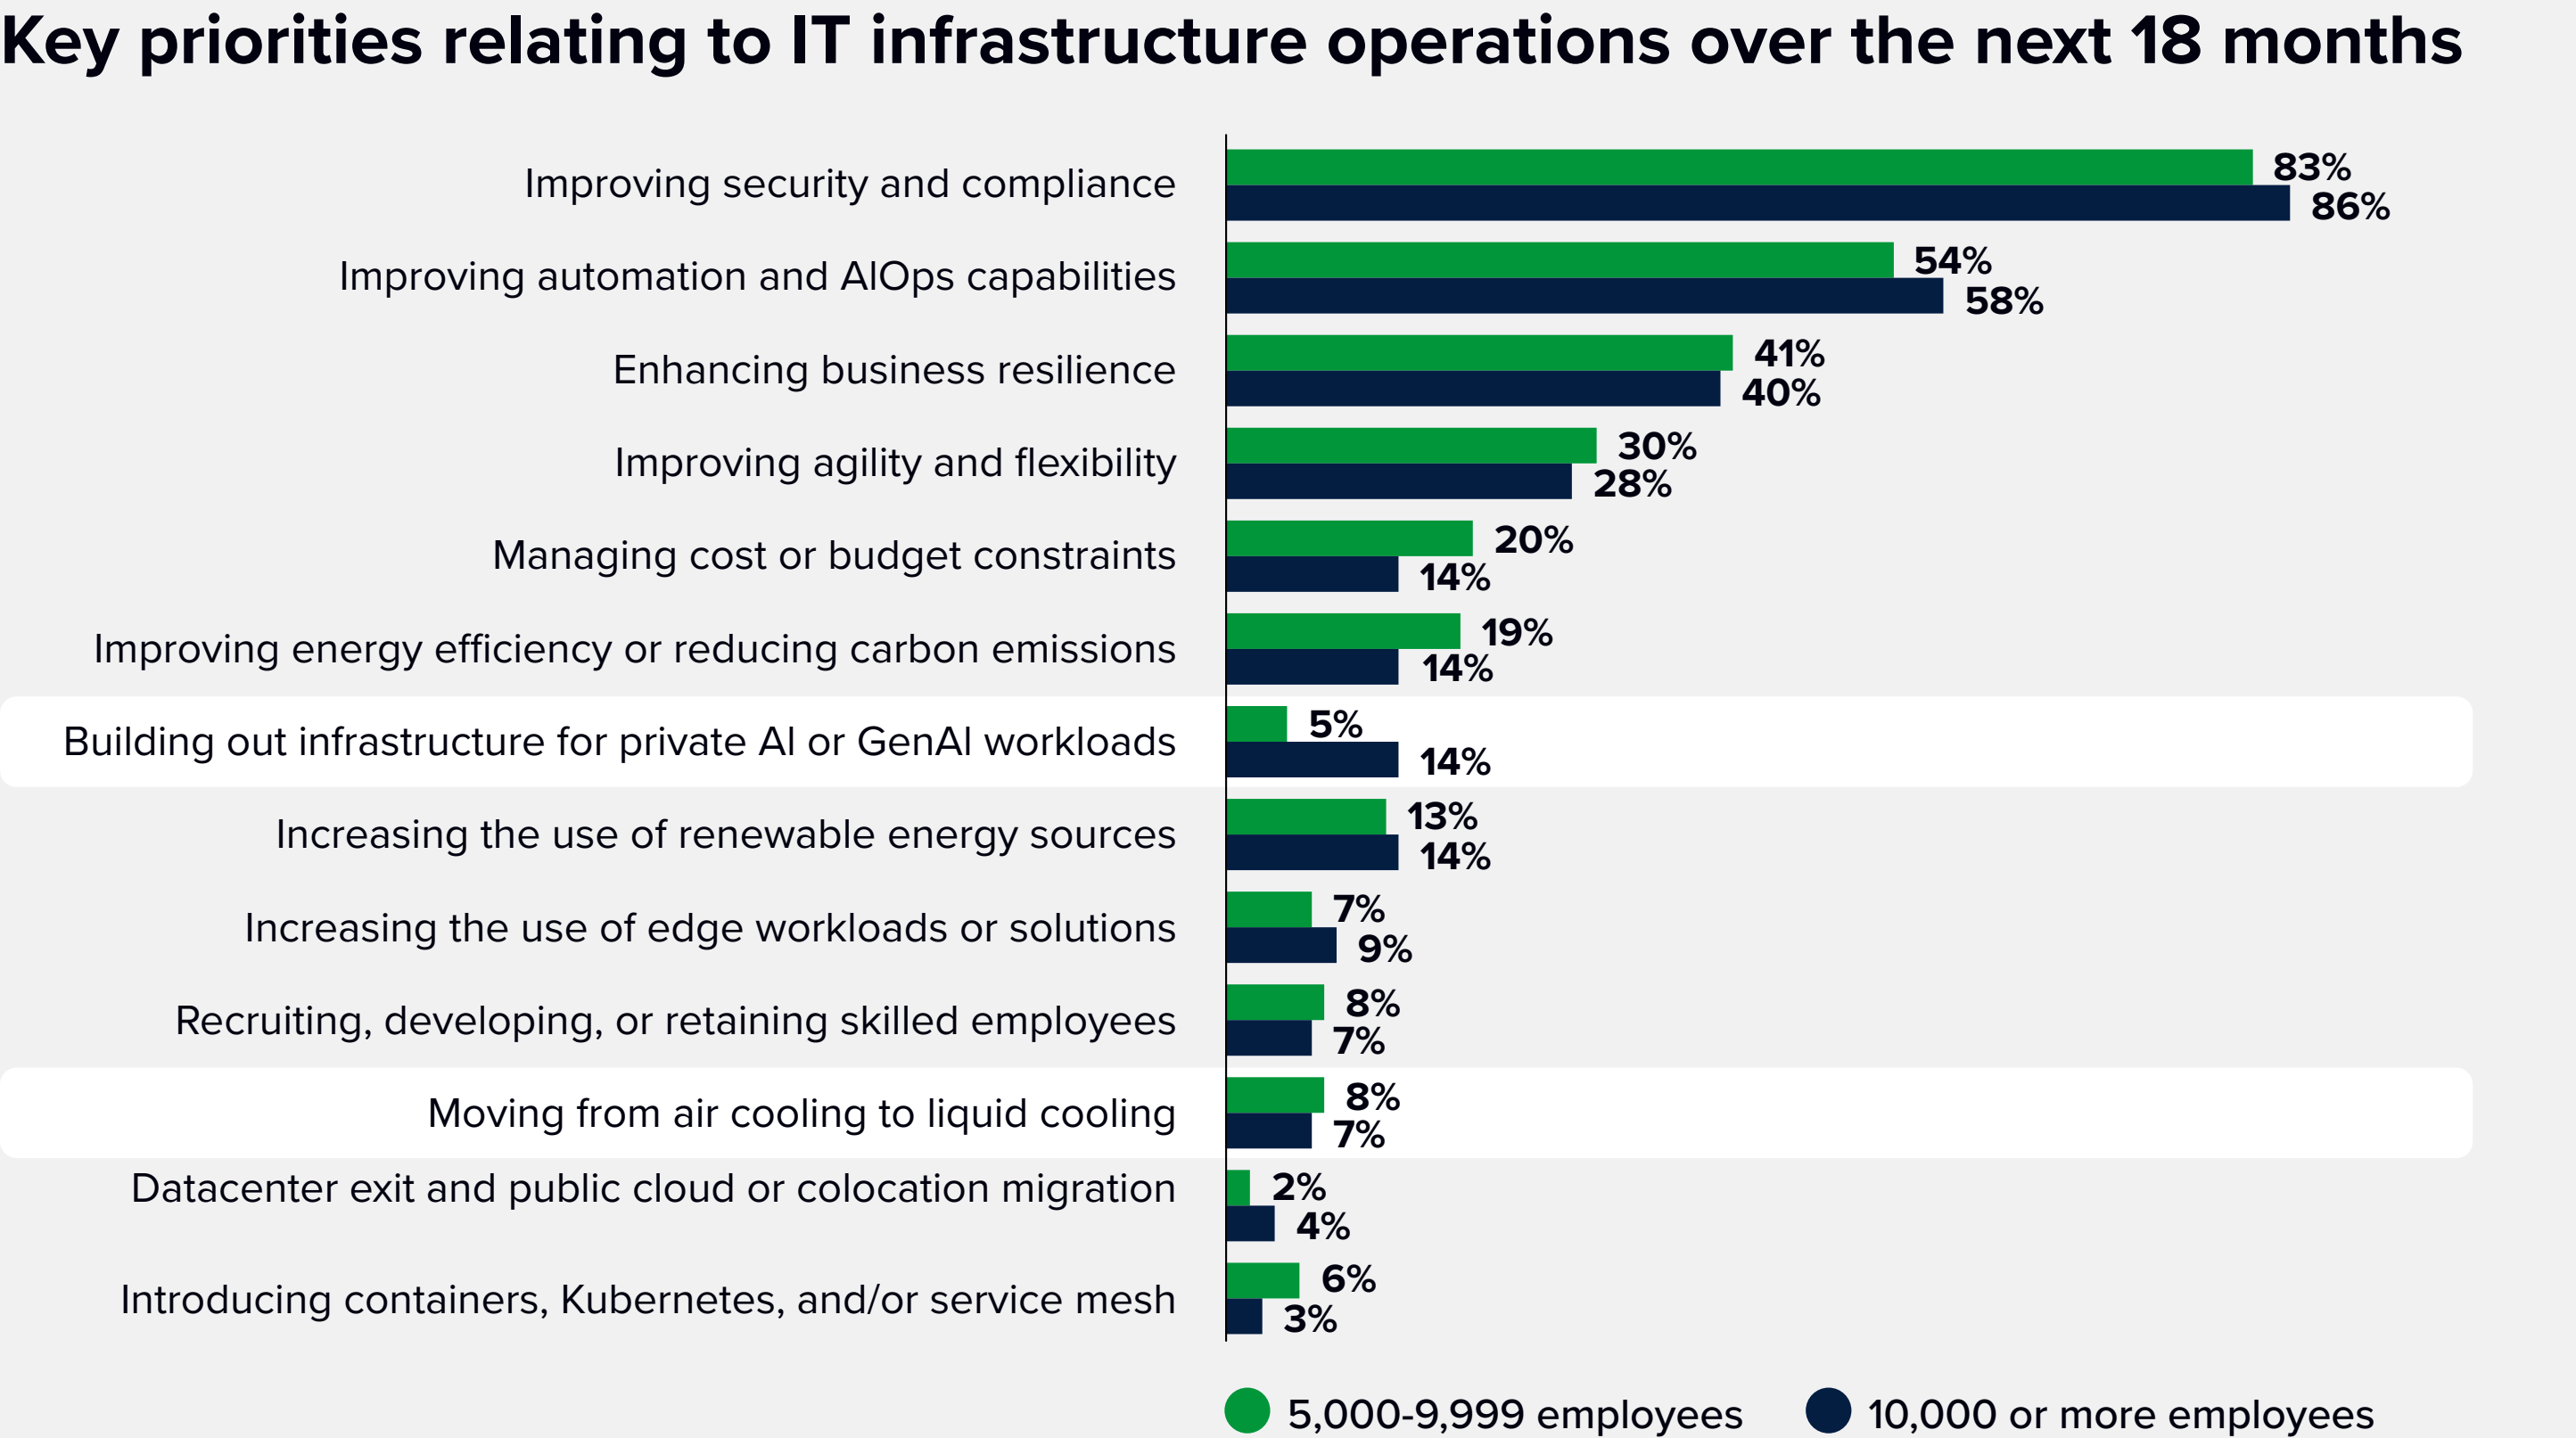 Key priorities relating to IT infrastructure operations over the next 18 months
Improving security and compliance
83%
86%
Improving automation and AIOps capabilities
54%
58%
Enhancing business resilience
41%
40%
Improving agility and flexibility
30%
28%
Managing cost or budget constraints
20%
14%
Improving energy efficiency or reducing carbon emissions
19%
14%
Building out infrastructure for private AI or GenAI workloads
5%
14%
Increasing the use of renewable energy sources
13%
14%
Increasing the use of edge workloads or solutions
7%
9%
Recruiting, developing, or retaining skilled employees
8%
7%
Moving from air cooling to liquid cooling
8%
7%
Datacenter exit and public cloud or colocation migration
2%
4%
Introducing containers, Kubernetes, and/or service mesh
6%
3%
5,000-9,999 employees
10,000 or more employees